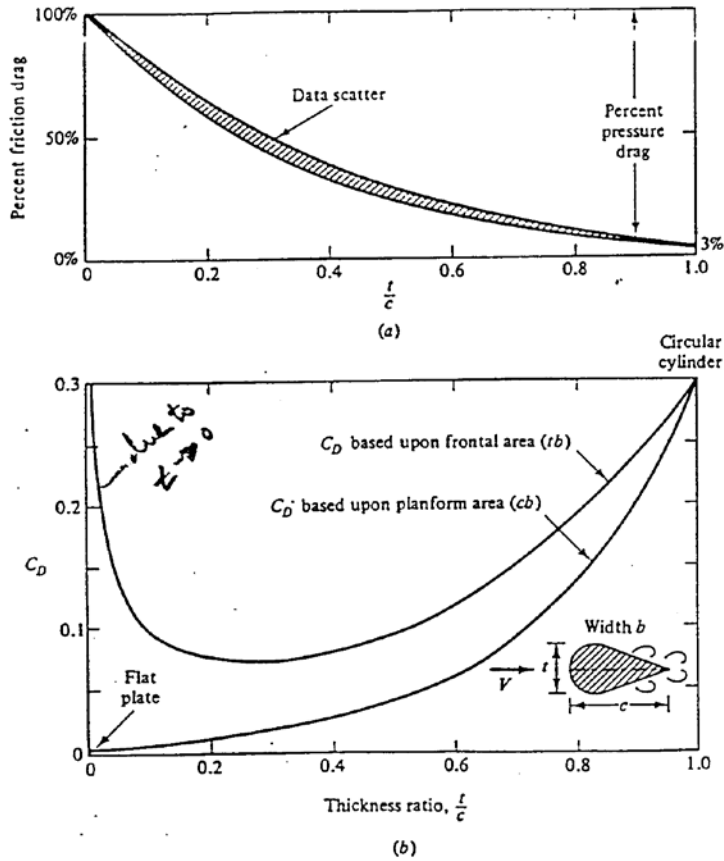 100%
Percent friction drag
Data scatter
Percent
pressure
drag
50%
0%
3%
0
0.2
0.4
0.6
0.8
1.0
t/c
(a)
Circular
cylinder
0.3
C_D based upon frontal area (tb)
0.2
C_D based upon planform area (cb)
C_D
0.1
Width b
t
V
c
Flat
plate
0
0
0.2
0.4
0.6
0.8
1.0
Thickness ratio, t/c
(b)